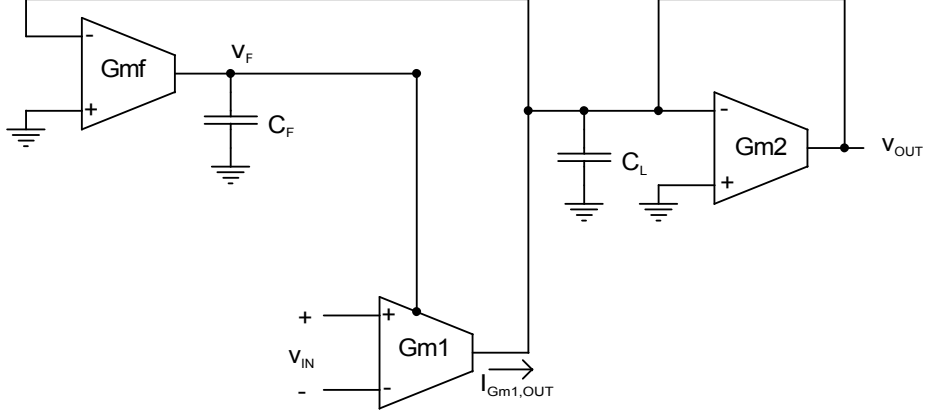 -
Gmf
+
V_F
C_F
-
Gm2
+
V_OUT
C_L
+
V_IN
-
+
Gm1
-
I_Gm1,OUT